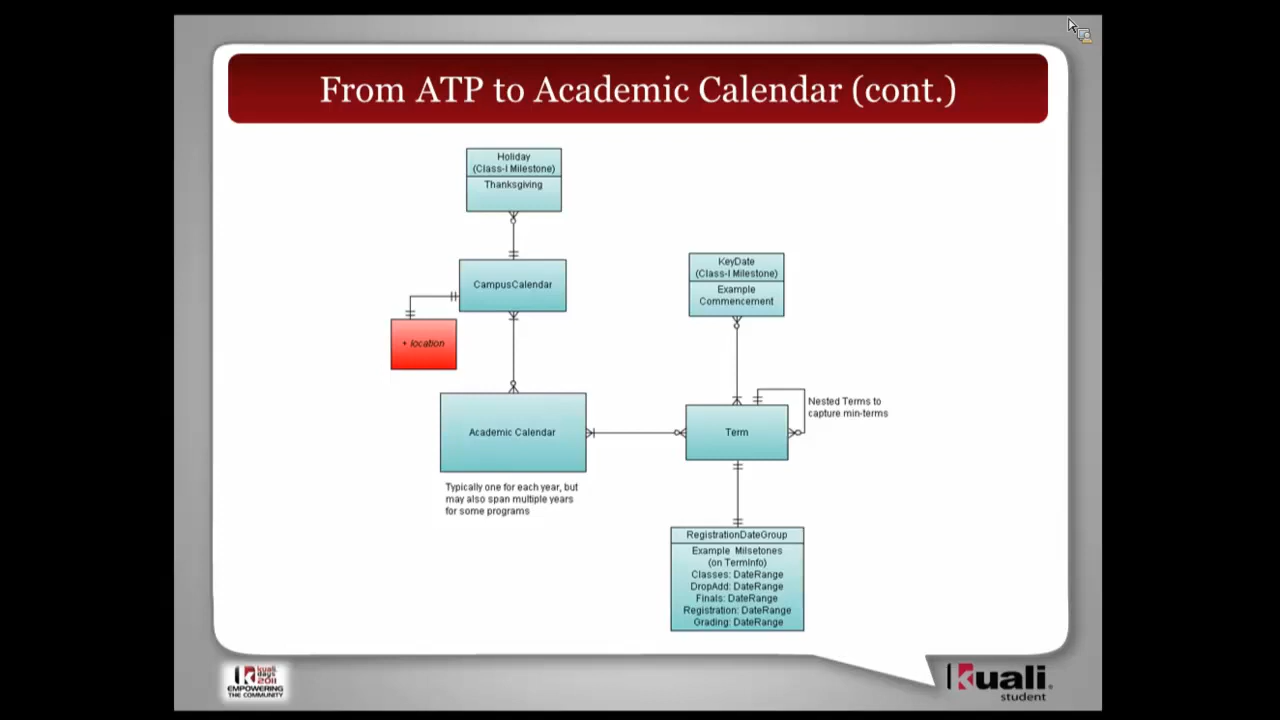 From ATP to Academic Calendar (cont.)
Holiday
(Class-I Milestone)
Thanksgiving
CampusCalendar
+ location
KeyDate
(Class-I Milestone)
Example
Commencement
Academic Calendar
Term
Nested Terms to
capture min-terms
Typically one for each year, but
may also span multiple years
for some programs
RegistrationDateGroup
Example Milsetones
(on TermInfo)
Classes: DateRange
DropAdd: DateRange
Finals: DateRange
Registration: DateRange
Grading: DateRange
kuali
days
2011
EMPOWERING
THE COMMUNITY
kuali
student